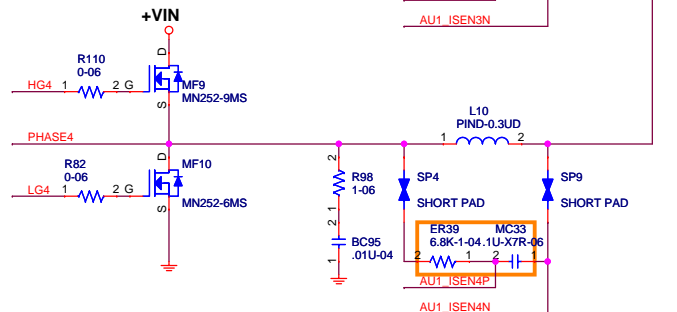 AU1_ISEN3N
+VIN
R110
0-06
D
HG4
1
2
G
MF9
MN252-9MS
S
L10
PIND-0.3UD
PHASE4
1
2
D
MF10
R82
0-06
LG4
1
2
G
MN252-6MS
S
2
R98
1-06
1
SP4
SHORT PAD
SP9
SHORT PAD
2
BC95
.01U-04
1
ER39
6.8K-1-04
MC33
.1U-X7R-06
2
1
2
1
AU1_ISEN4P
AU1_ISEN4N